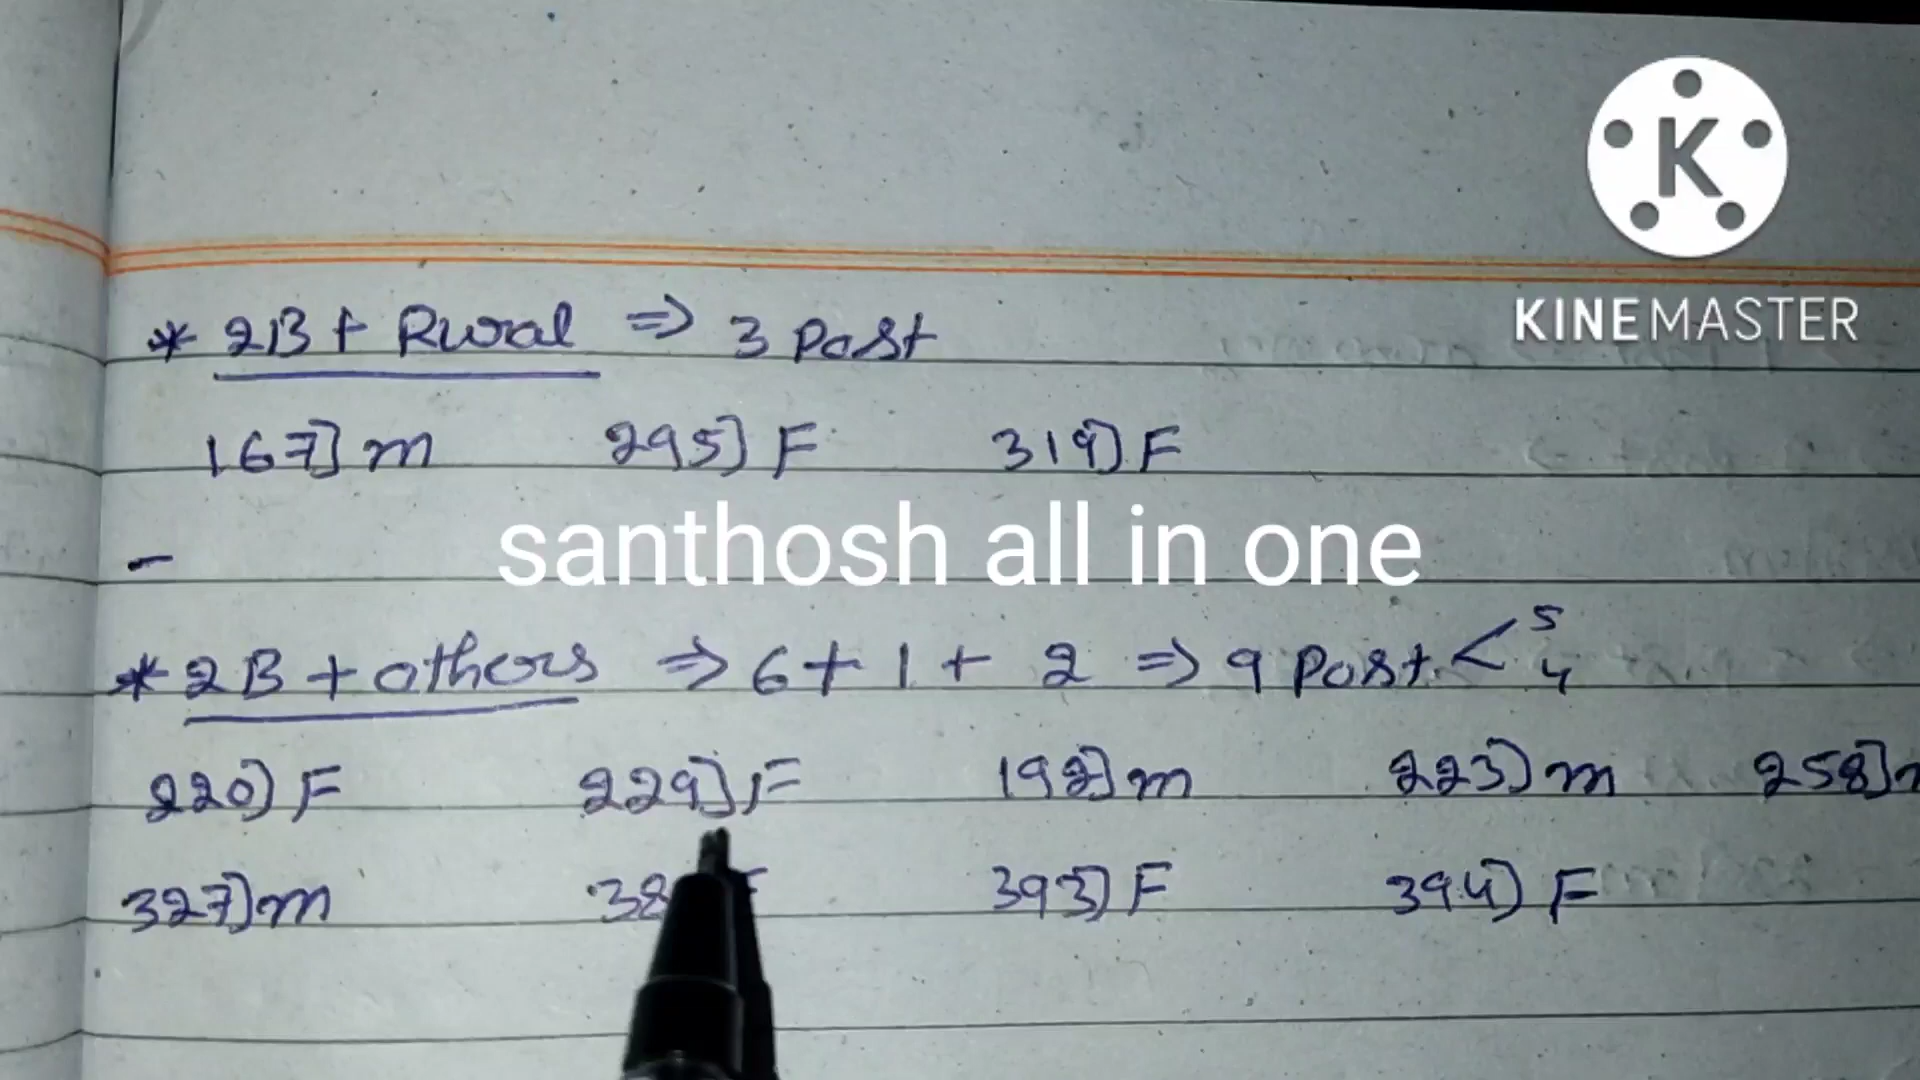 K
KINEMASTER
* 2B + Rural ⇒ 3 Post
167] m 295] F 319] F
santhosh all in one
-
* 2B + others ⇒ 6 + 1 + 2 ⇒ 9 Post < 5
4
220] F 229] F 192] m 223] m 258]
327] m 393] F 394] F